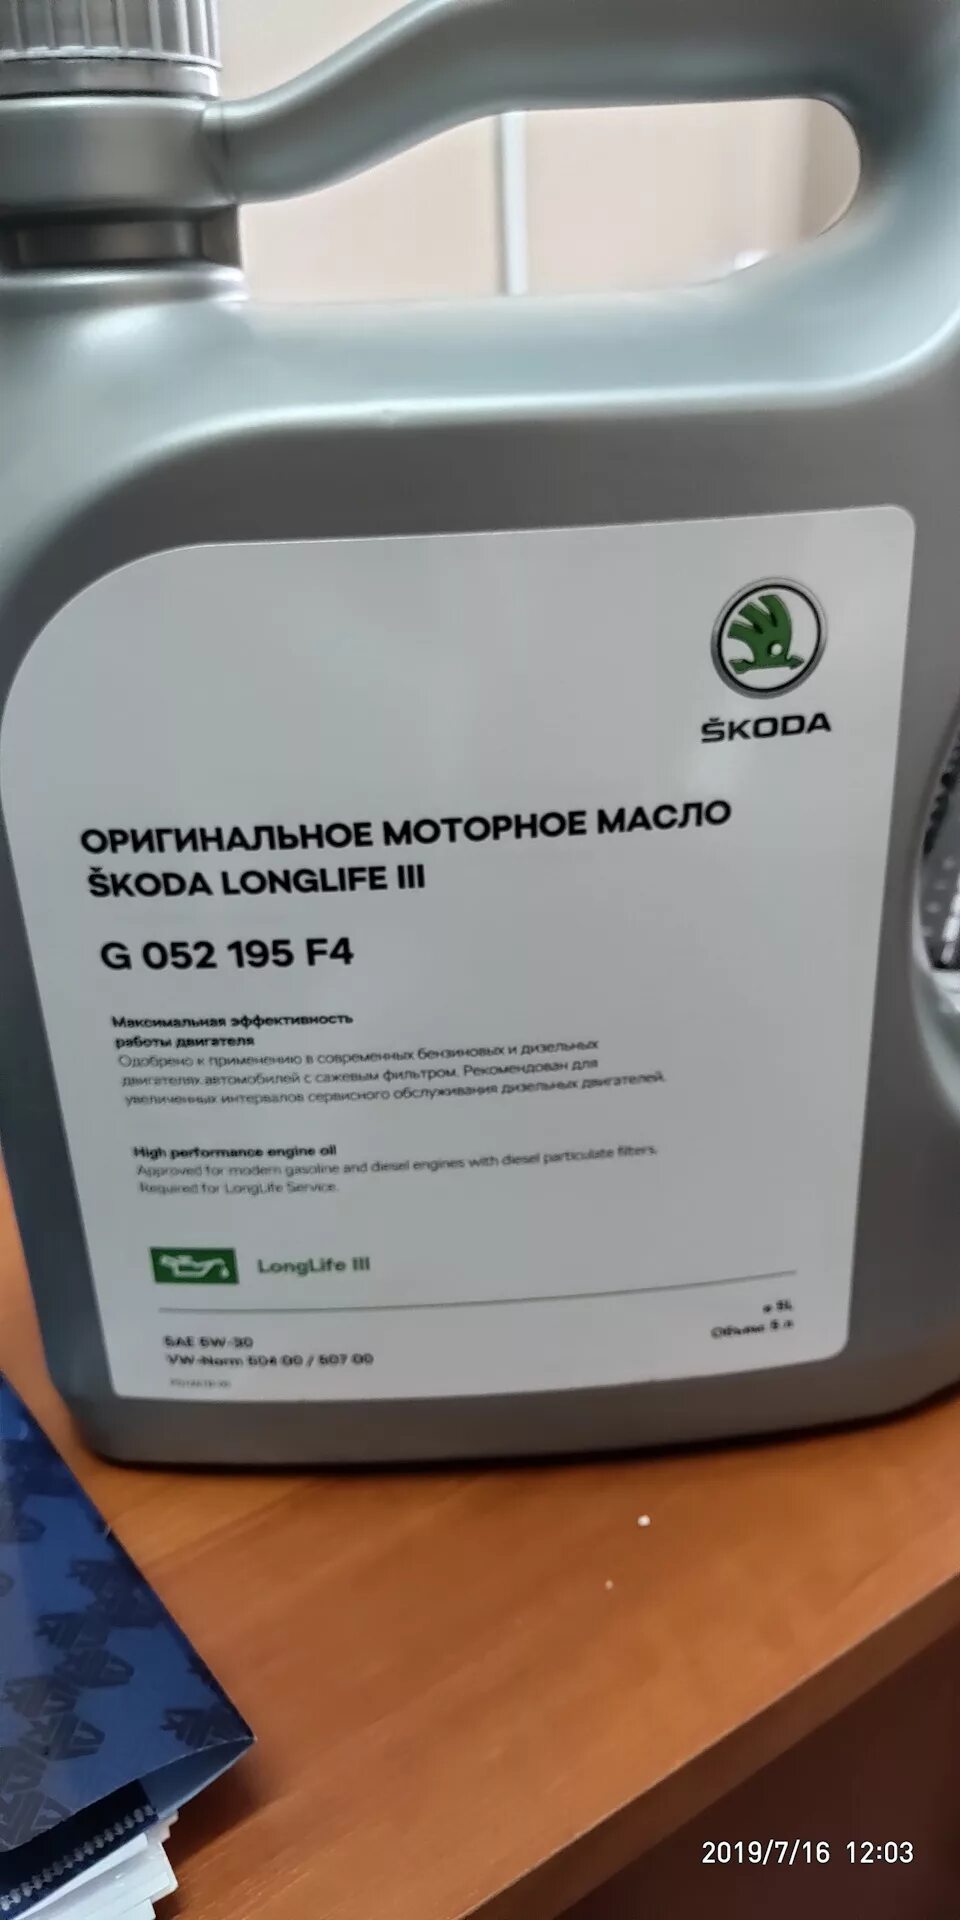 ŠKODA
ОРИГИНАЛЬНОЕ МОТОРНОЕ МАСЛО
ŠKODA LONGLIFE III
G 052 195 F4
Максимальная эффективность
работы двигателя
Одобрено к применению в современных бензиновых и дизельных
двигателях автомобилей с сажевым фильтром. Рекомендован для
увеличенных интервалов сервисного обслуживания дизельных двигателей.
High performance engine oil
Approved for modern gasoline and diesel engines with diesel particulate filters.
Required for LongLife Service.
LongLife III
SAE 5W-30
VW-Norm 504 00 / 507 00
e 5L
Объем 5 л
2019/7/16 12:03